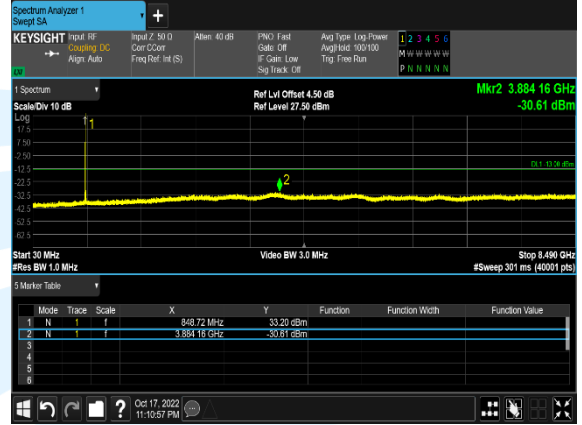 Spectrum Analyzer 1
Swept SA
+
KEYSIGHT Input: RF Input Z: 50 Ω Atten: 40 dB PNO: Fast Avg Type: Log-Power 1 2 3 4 5 6
Coupling: DC Corr CCorr Gate: Off Avg|Hold: 100/100 M W W W W W
Align: Auto Freq Ref: Int (S) IF Gain: Low Trig: Free Run
Sig Track: Off P N N N N N
1 Spectrum Ref Lvl Offset 4.50 dB Mkr2 3.884 16 GHz
Scale/Div 10 dB Ref Level 27.50 dBm -30.61 dBm
Log
17.5
7.50
-2.50
-12.5
-22.5
-32.5
-42.5
-52.5
-62.5
1
2
DL1 -13.00 dBm
Start 30 MHz Video BW 3.0 MHz Stop 8.490 GHz
#Res BW 1.0 MHz #Sweep 301 ms (40001 pts)
5 Marker Table
Mode Trace Scale X Y Function Function Width Function Value
1 N 1 f 848.72 MHz 33.20 dBm
2 N 1 f 3.884 16 GHz -30.61 dBm
3
4
5
6
? Oct 17, 2022
11:10:57 PM